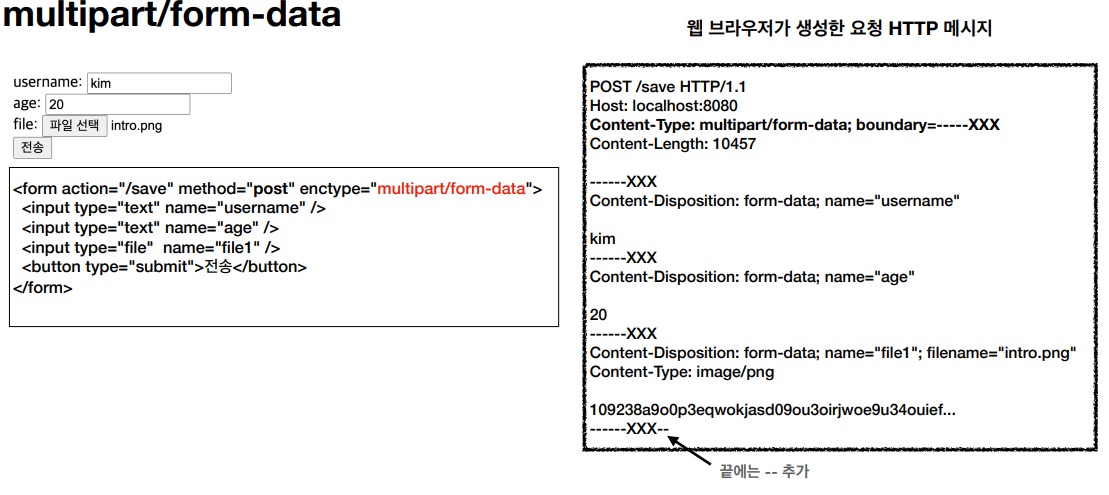 multipart/form-data
username: kim
age: 20
file: 파일 선택 intro.png
전송
<form action="/save" method="post" enctype="multipart/form-data">
<input type="text" name="username" />
<input type="text" name="age" />
<input type="file" name="file1" />
<button type="submit">전송</button>
</form>
웹 브라우저가 생성한 요청 HTTP 메시지
POST /save HTTP/1.1
Host: localhost:8080
Content-Type: multipart/form-data; boundary=-----XXX
Content-Length: 10457
------XXX
Content-Disposition: form-data; name="username"
kim
------XXX
Content-Disposition: form-data; name="age"
20
------XXX
Content-Disposition: form-data; name="file1"; filename="intro.png"
Content-Type: image/png
109238a9o0p3eqwokjasd09ou3oirjwoe9u34ouief...
------XXX--
끝에는 -- 추가